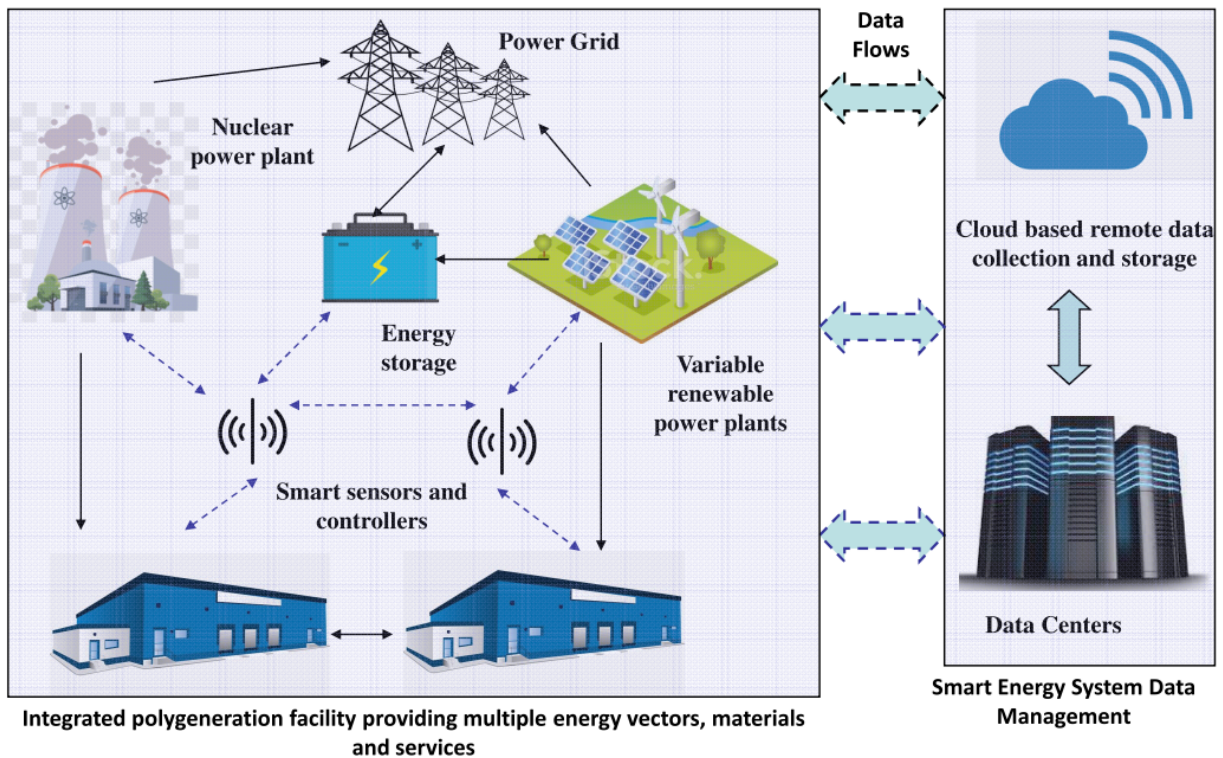 Power Grid
Nuclear
power plant
Energy
storage
Variable
renewable
power plants
Smart sensors and
controllers
Integrated polygeneration facility providing multiple energy vectors, materials
and services
Data
Flows
Cloud based remote data
collection and storage
Data Centers
Smart Energy System Data
Management